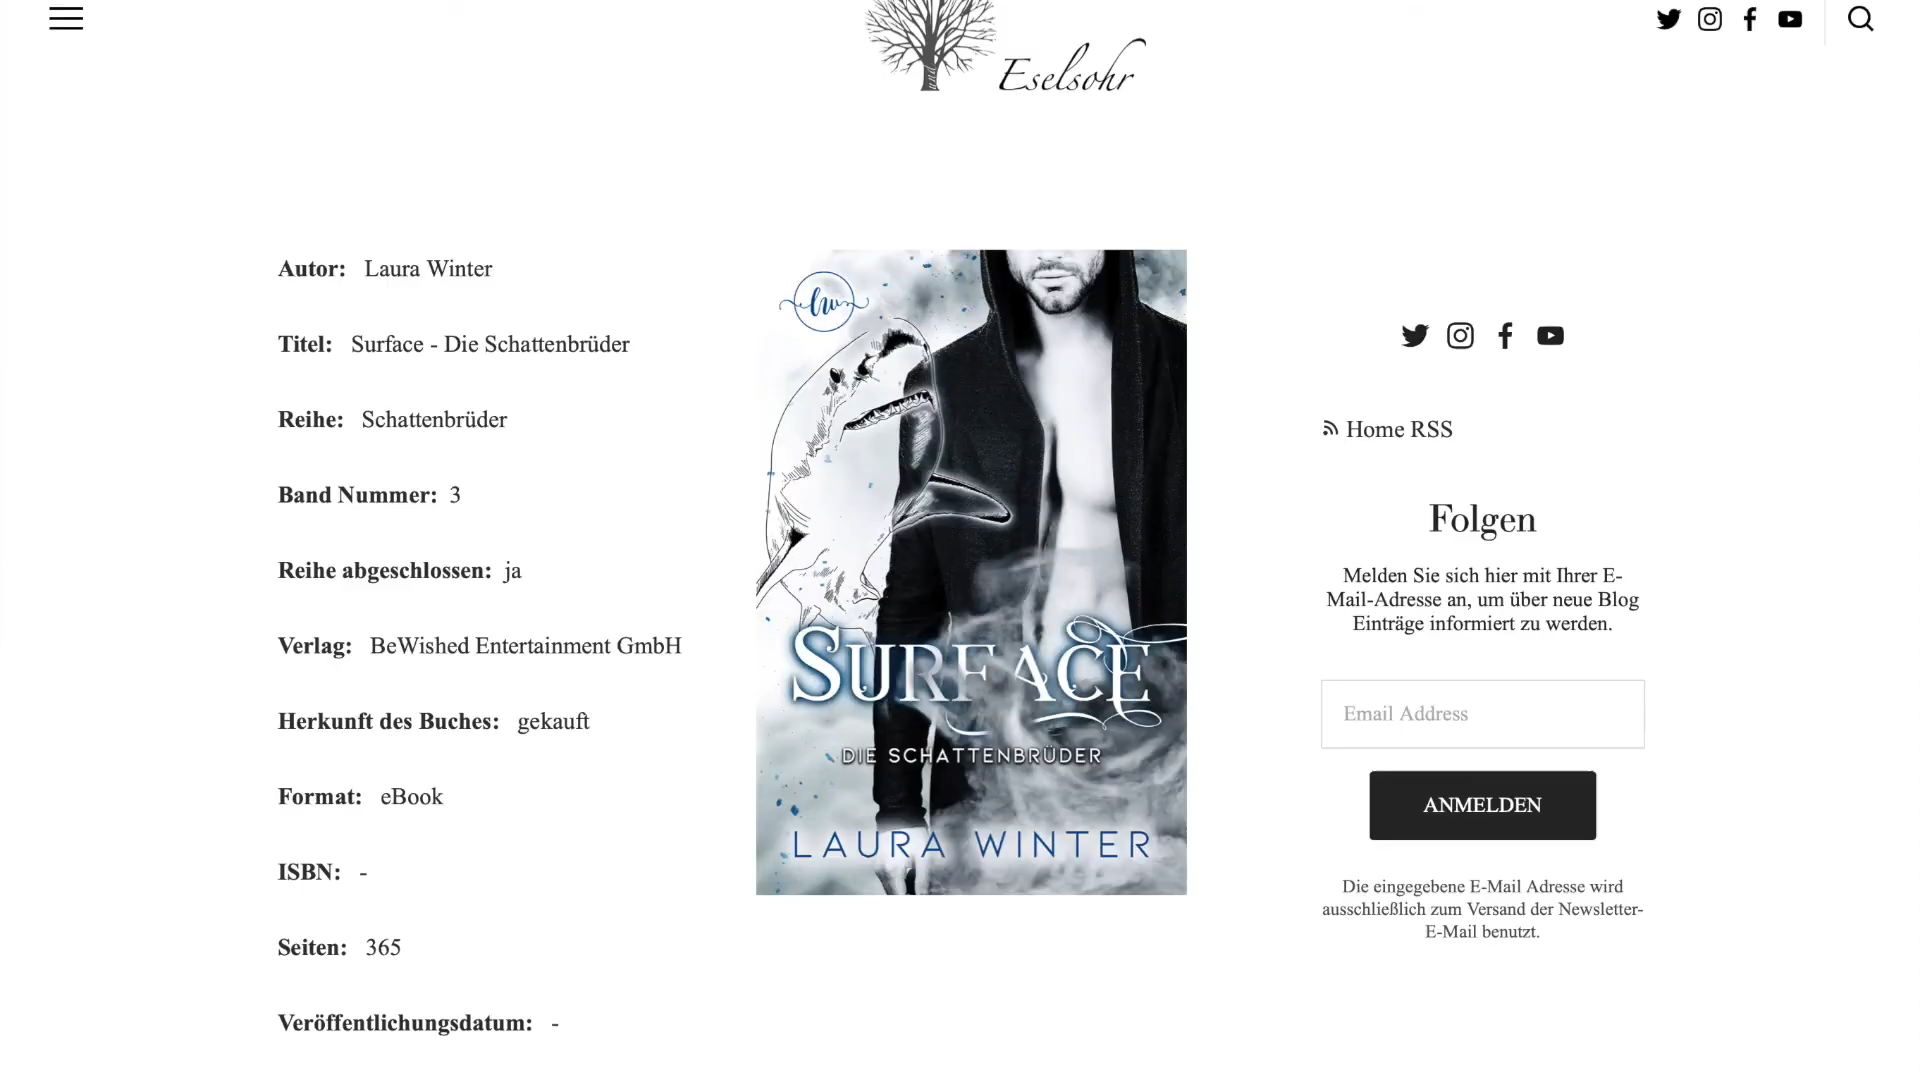 Eselsohr
Autor: Laura Winter
Titel: Surface - Die Schattenbrüder
Reihe: Schattenbrüder
Band Nummer: 3
Reihe abgeschlossen: ja
Verlag: BeWished Entertainment GmbH
Herkunft des Buches: gekauft
Format: eBook
ISBN: -
Seiten: 365
Veröffentlichungsdatum: -
lw
SURFACE
DIE SCHATTENBRÜDER
LAURA WINTER
Home RSS
Folgen
Melden Sie sich hier mit Ihrer E-
Mail-Adresse an, um über neue Blog
Einträge informiert zu werden.
Email Address
ANMELDEN
Die eingegebene E-Mail Adresse wird
ausschließlich zum Versand der Newsletter-
E-Mail benutzt.